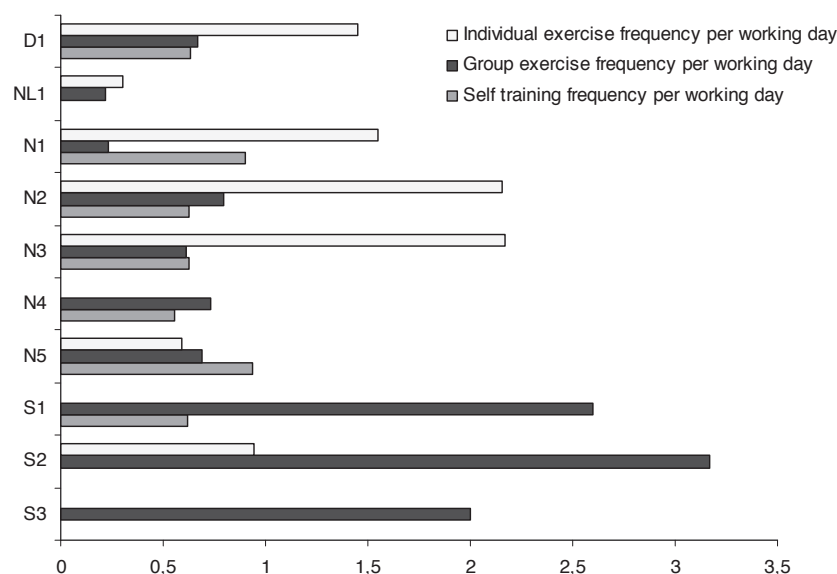 D1
NL1
N1
N2
N3
N4
N5
S1
S2
S3
Individual exercise frequency per working day
Group exercise frequency per working day
Self training frequency per working day
0 0,5 1 1,5 2 2,5 3 3,5